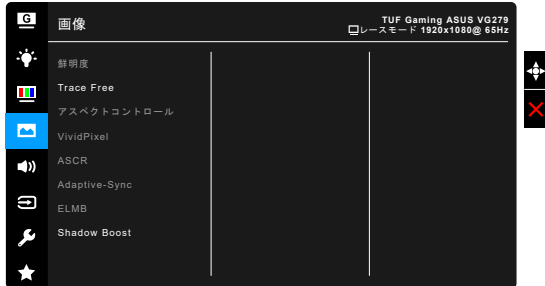 G
画像
TUF Gaming ASUS VG279
レースモード 1920x1080@ 65Hz
鮮明度
Trace Free
アスペクトコントロール
VividPixel
ASCR
Adaptive-Sync
ELMB
Shadow Boost